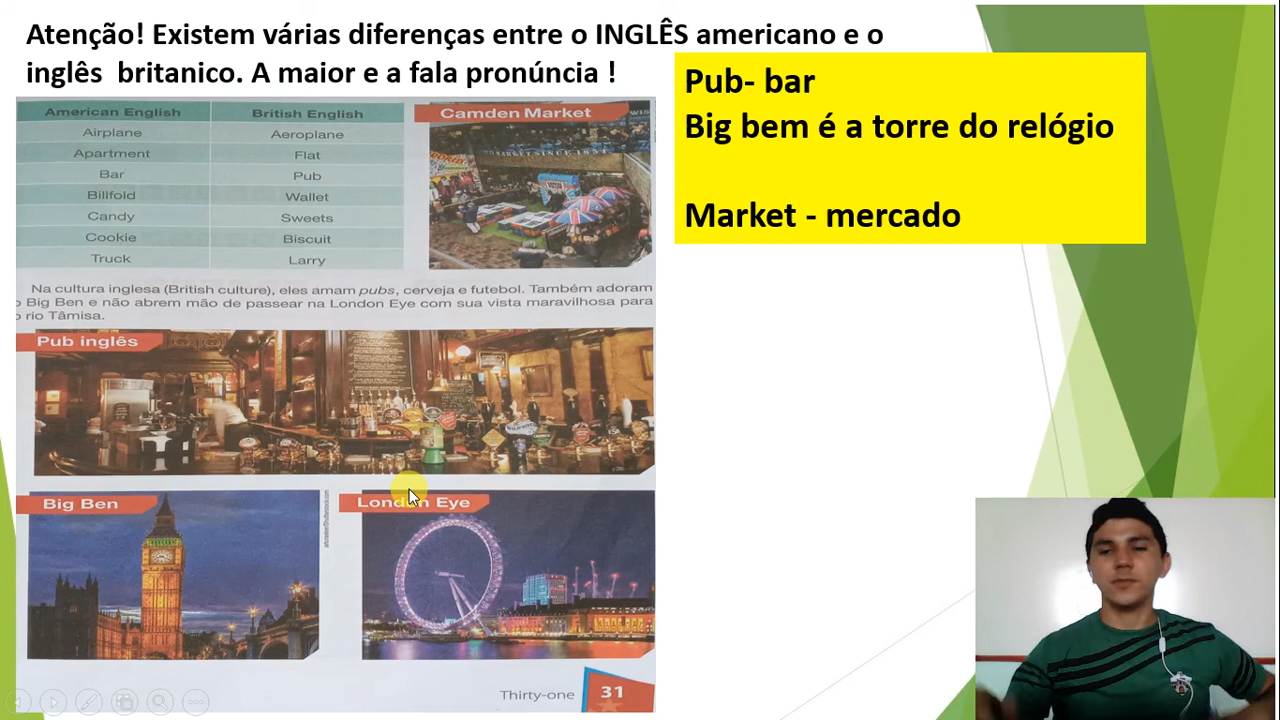 Atenção! Existem várias diferenças entre o INGLÊS americano e o
inglês britanico. A maior e a fala pronúncia !
Pub- bar
Big bem é a torre do relógio
Market - mercado
American English British English
Airplane Aeroplane
Apartment Flat
Bar Pub
Billfold Wallet
Candy Sweets
Cookie Biscuit
Truck Larry
Camden Market
Na cultura inglesa (British culture), eles amam pubs, cerveja e futebol. Também adoram
o Big Ben e não abrem mão de passear na London Eye com sua vista maravilhosa para
o rio Tâmisa.
Pub inglês
Big Ben
London Eye
Thirty-one 31